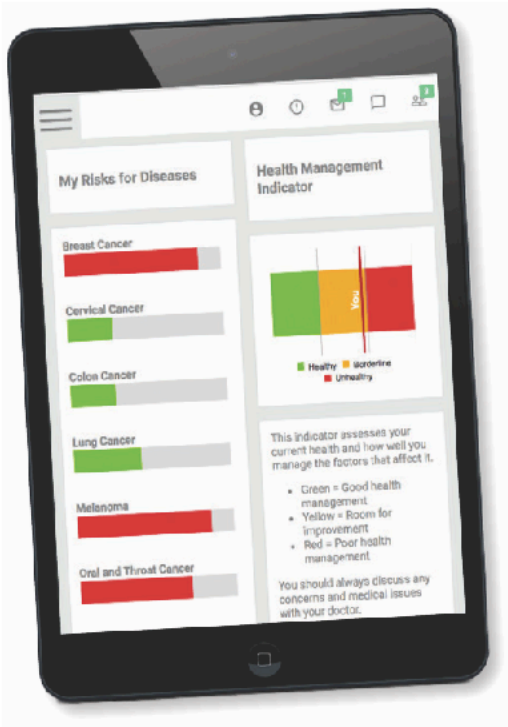 1
8
My Risks for Diseases
Breast Cancer
Cervical Cancer
Colon Cancer
Lung Cancer
Melanoma
Oral and Throat Cancer
Health Management
Indicator
You
Healthy
Borderline
Unhealthy
This indicator assesses your
current health and how well you
manage the factors that affect it.
• Green = Good health
management
• Yellow = Room for
improvement
• Red = Poor health
management
You should always discuss any
concerns and medical issues
with your doctor.